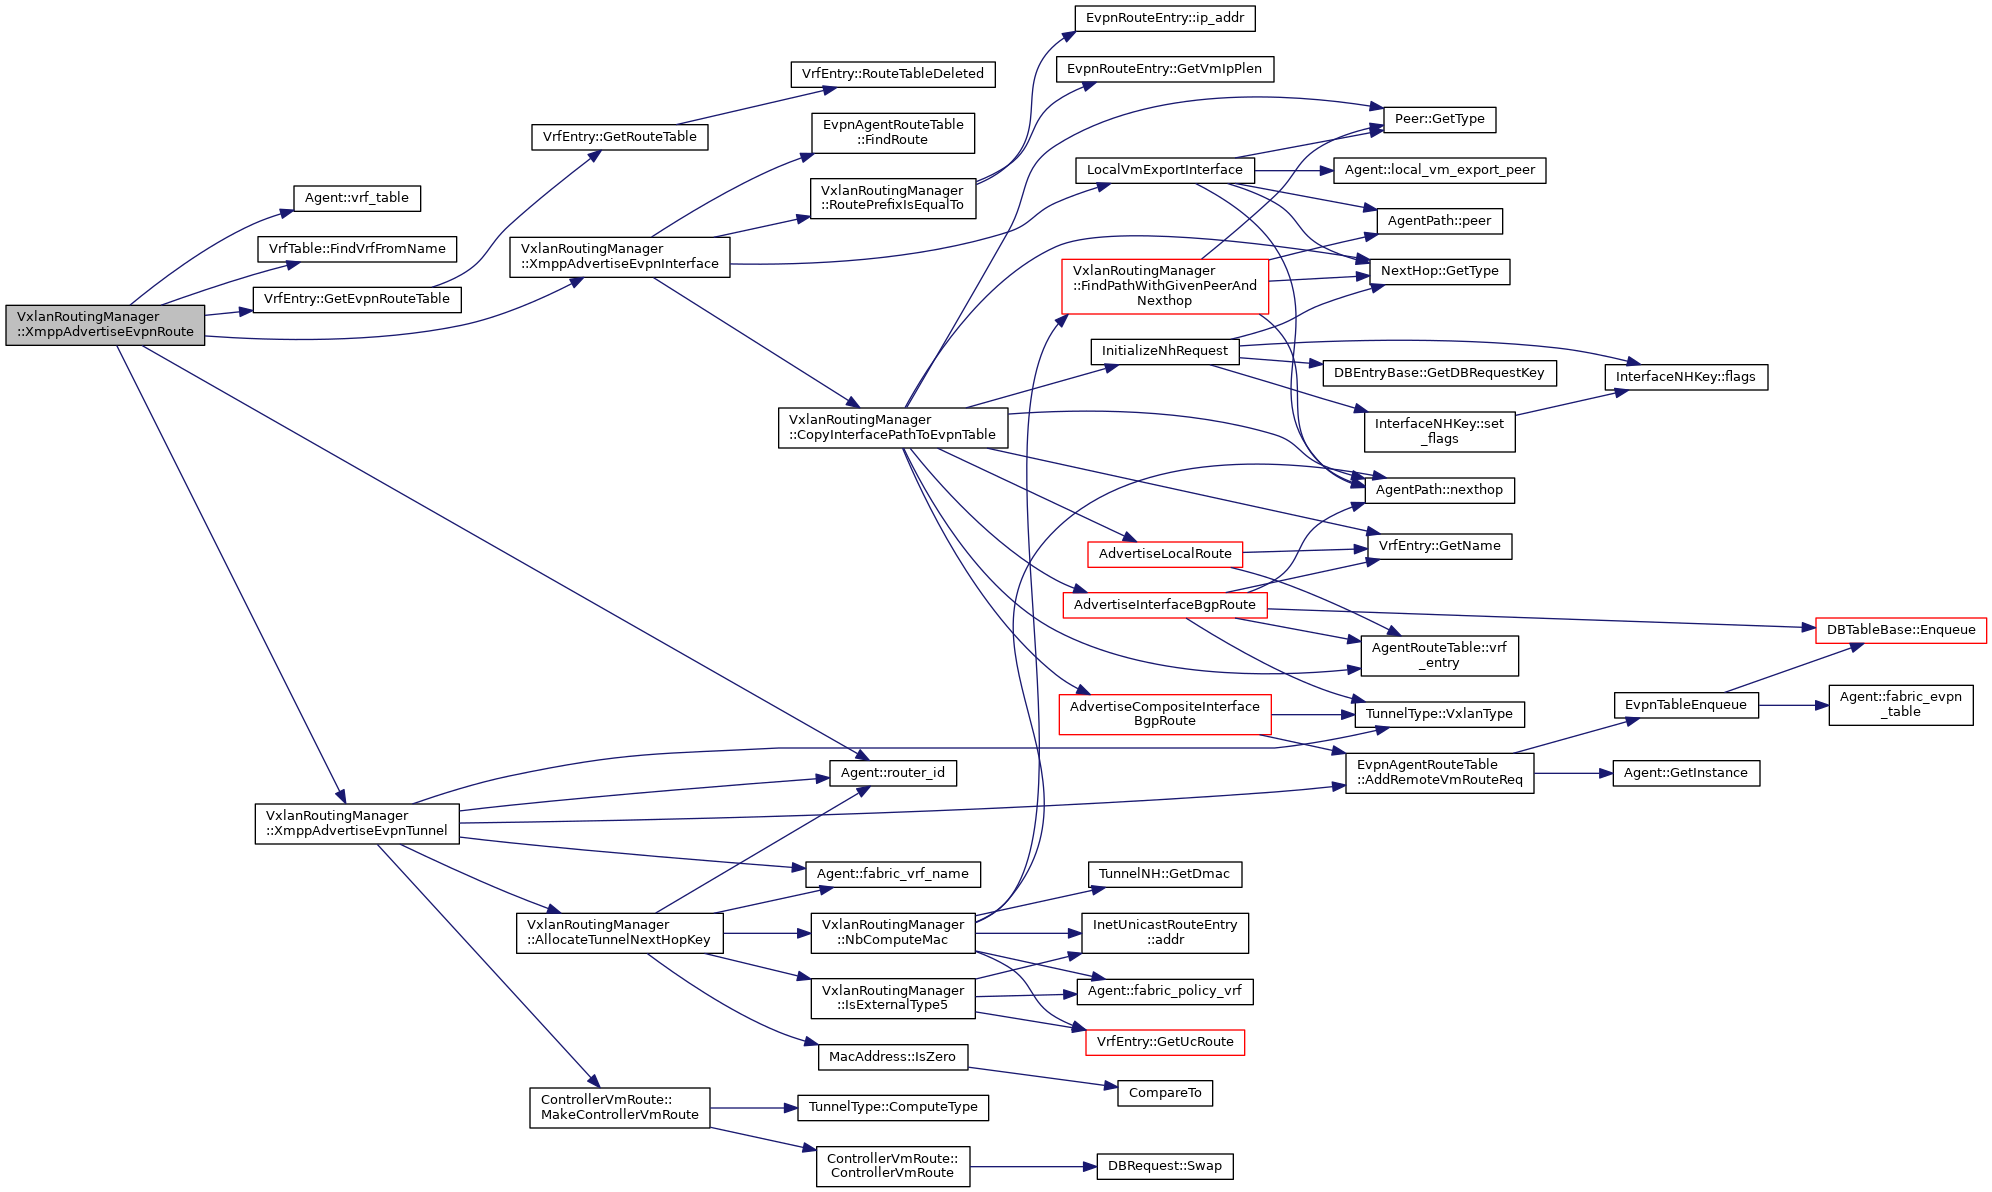 VxlanRoutingManager
::XmppAdvertiseEvpnRoute
Agent::vrf_table
VrfTable::FindVrfFromName
VrfEntry::GetEvpnRouteTable
VxlanRoutingManager
::XmppAdvertiseEvpnTunnel
VrfEntry::GetRouteTable
VxlanRoutingManager
::XmppAdvertiseEvpnInterface
VxlanRoutingManager
::AllocateTunnelNextHopKey
ControllerVmRoute::
MakeControllerVmRoute
VrfEntry::RouteTableDeleted
EvpnAgentRouteTable
::FindRoute
VxlanRoutingManager
::RoutePrefixIsEqualTo
VxlanRoutingManager
::CopyInterfacePathToEvpnTable
Agent::router_id
Agent::fabric_vrf_name
VxlanRoutingManager
::NbComputeMac
VxlanRoutingManager
::IsExternalType5
MacAddress::IsZero
TunnelType::ComputeType
ControllerVmRoute::
ControllerVmRoute
EvpnRouteEntry::ip_addr
EvpnRouteEntry::GetVmIpPlen
LocalVmExportInterface
VxlanRoutingManager
::FindPathWithGivenPeerAnd
Nexthop
InitializeNhRequest
AdvertiseLocalRoute
AdvertiseInterfaceBgpRoute
AdvertiseCompositeInterface
BgpRoute
TunnelNH::GetDmac
InetUnicastRouteEntry
::addr
Agent::fabric_policy_vrf
VrfEntry::GetUcRoute
CompareTo
DBRequest::Swap
Peer::GetType
Agent::local_vm_export_peer
AgentPath::peer
NextHop::GetType
DBEntryBase::GetDBRequestKey
InterfaceNHKey::set
_flags
AgentPath::nexthop
VrfEntry::GetName
AgentRouteTable::vrf
_entry
TunnelType::VxlanType
EvpnAgentRouteTable
::AddRemoteVmRouteReq
InterfaceNHKey::flags
EvpnTableEnqueue
Agent::GetInstance
DBTableBase::Enqueue
Agent::fabric_evpn
_table